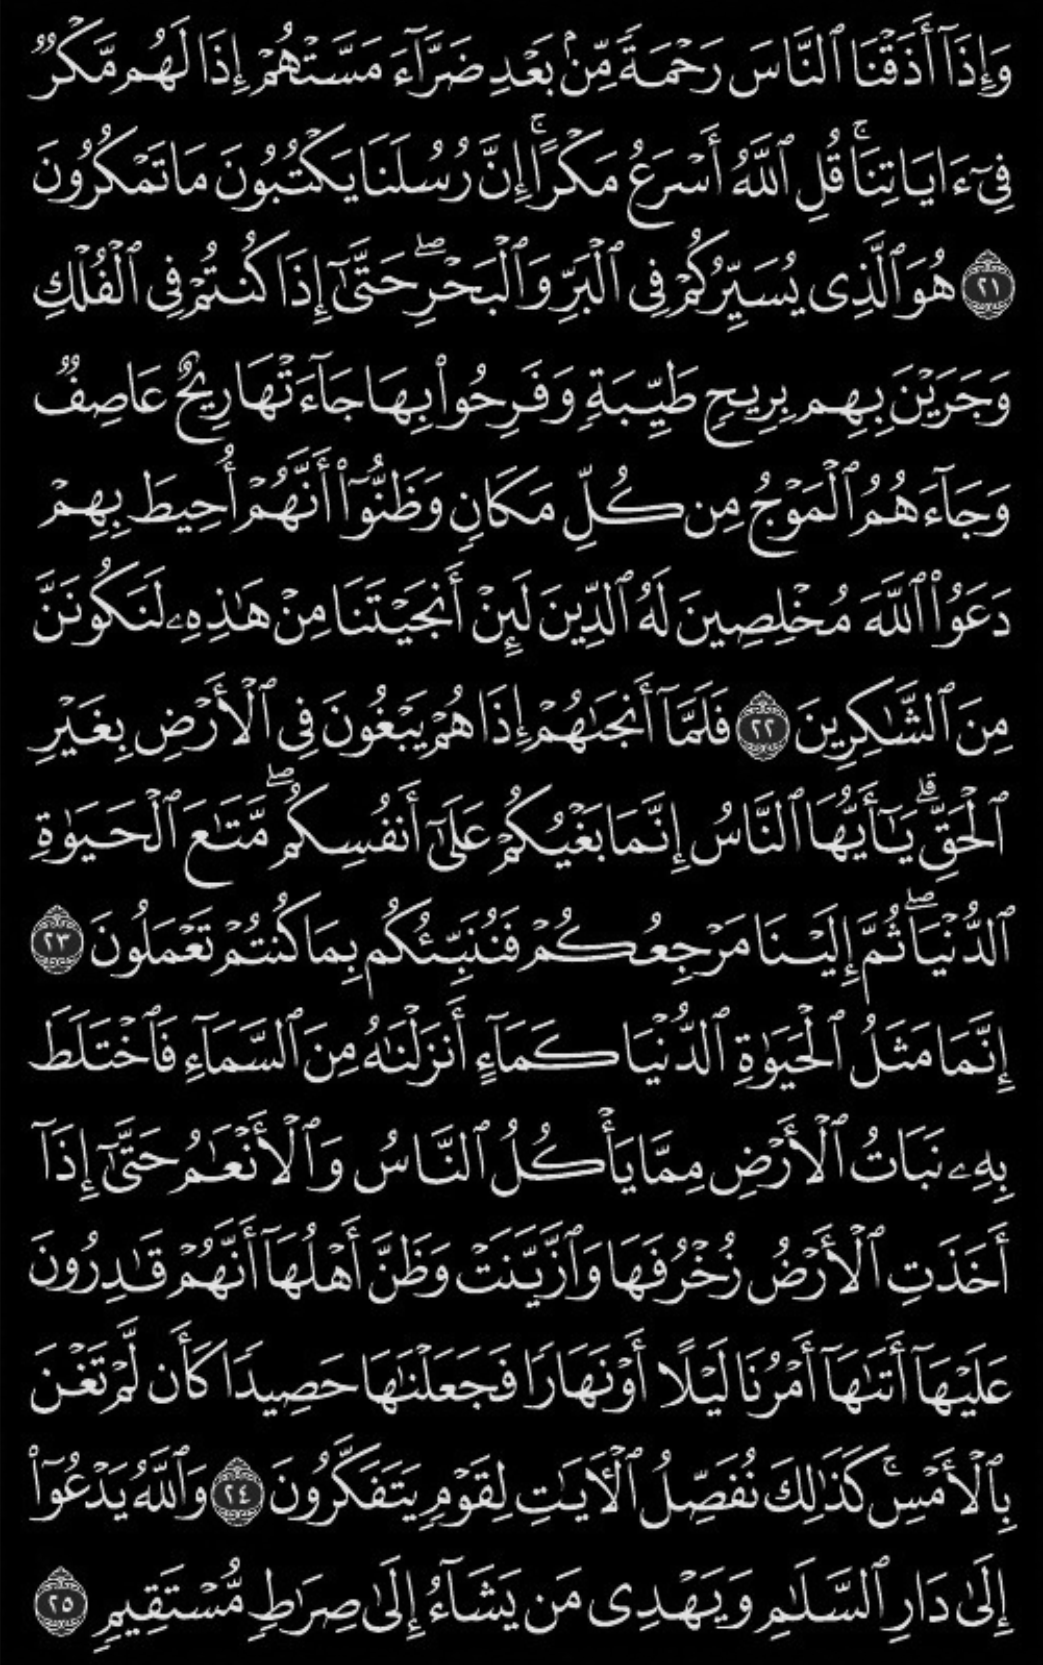 وَإِذَآ أَذَقْنَا ٱلنَّاسَ رَحْمَةً مِّنۢ بَعْدِ ضَرَّآءَ مَسَّتْهُمْ إِذَا لَهُم مَّكْرٌ
فِىٓ ءَايَاتِنَا ۚ قُلِ ٱللَّهُ أَسْرَعُ مَكْرًا ۚ إِنَّ رُسُلَنَا يَكْتُبُونَ مَا تَمْكُرُونَ
٢١ هُوَ ٱلَّذِى يُسَيِّرُكُمْ فِى ٱلْبَرِّ وَٱلْبَحْرِ ۖ حَتَّىٰٓ إِذَا كُنتُمْ فِى ٱلْفُلْكِ
وَجَرَيْنَ بِهِم بِرِيحٍ طَيِّبَةٍ وَفَرِحُوا۟ بِهَا جَآءَتْهَا رِيحٌ عَاصِفٌ
وَجَآءَهُمُ ٱلْمَوْجُ مِن كُلِّ مَكَانٍ وَظَنُّوٓا۟ أَنَّهُمْ أُحِيطَ بِهِمْ
دَعَوُا۟ ٱللَّهَ مُخْلِصِينَ لَهُ ٱلدِّينَ لَئِنْ أَنجَيْتَنَا مِنْ هَٰذِهِۦ لَنَكُونَنَّ
مِنَ ٱلشَّٰكِرِينَ ٢٢ فَلَمَّآ أَنجَىٰهُمْ إِذَا هُمْ يَبْغُونَ فِى ٱلْأَرْضِ بِغَيْرِ
ٱلْحَقِّ ۗ يَٰٓأَيُّهَا ٱلنَّاسُ إِنَّمَا بَغْيُكُمْ عَلَىٰٓ أَنفُسِكُم ۖ مَّتَٰعَ ٱلْحَيَوٰةِ
ٱلدُّنْيَا ۖ ثُمَّ إِلَيْنَا مَرْجِعُكُمْ فَنُنَبِّئُكُم بِمَا كُنتُمْ تَعْمَلُونَ ٢٣
إِنَّمَا مَثَلُ ٱلْحَيَوٰةِ ٱلدُّنْيَا كَمَآءٍ أَنزَلْنَٰهُ مِنَ ٱلسَّمَآءِ فَٱخْتَلَطَ
بِهِۦ نَبَاتُ ٱلْأَرْضِ مِمَّا يَأْكُلُ ٱلنَّاسُ وَٱلْأَنْعَٰمُ حَتَّىٰٓ إِذَآ
أَخَذَتِ ٱلْأَرْضُ زُخْرُفَهَا وَٱزَّيَّنَتْ وَظَنَّ أَهْلُهَآ أَنَّهُمْ قَٰدِرُونَ
عَلَيْهَآ أَتَىٰهَآ أَمْرُنَا لَيْلًا أَوْ نَهَارًا فَجَعَلْنَٰهَا حَصِيدًا كَأَن لَّمْ تَغْنَ
بِٱلْأَمْسِ ۚ كَذَٰلِكَ نُفَصِّلُ ٱلْءَايَٰتِ لِقَوْمٍ يَتَفَكَّرُونَ ٢٤ وَٱللَّهُ يَدْعُوٓا۟
إِلَىٰ دَارِ ٱلسَّلَٰمِ وَيَهْدِى مَن يَشَآءُ إِلَىٰ صِرَٰطٍ مُّسْتَقِيمٍ ٢٥